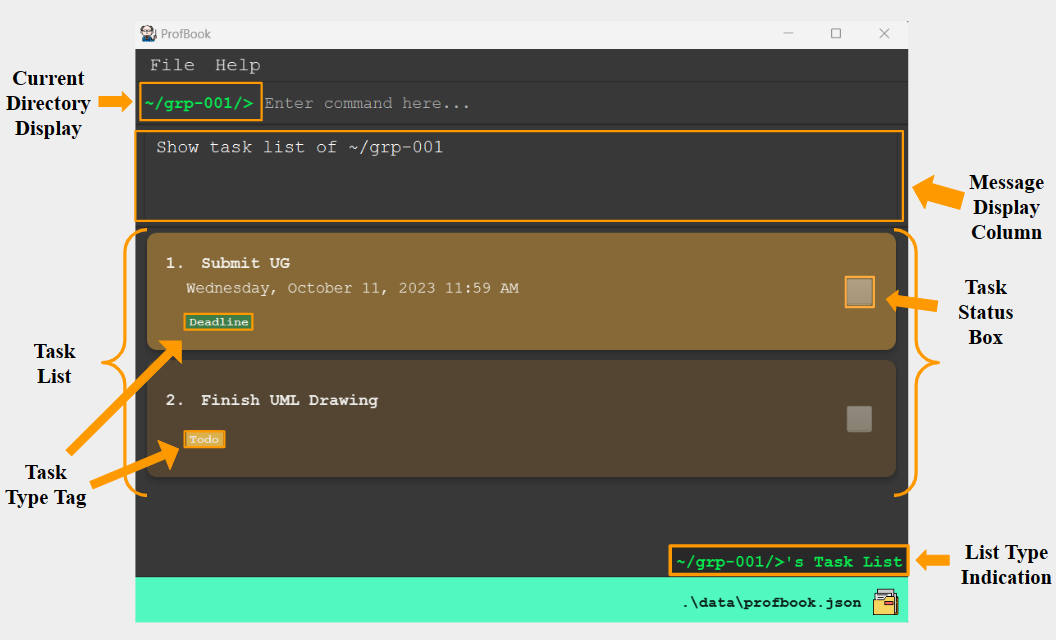 ProfBook
File Help
Current
Directory
Display
~/grp-001/> Enter command here...
Show task list of ~/grp-001
Message
Display
Column
1. Submit UG
Wednesday, October 11, 2023 11:59 AM
Deadline
Task
Status
Box
Task
List
2. Finish UML Drawing
Todo
Task
Type Tag
~/grp-001/>'s Task List
List Type
Indication
.\data\profbook.json